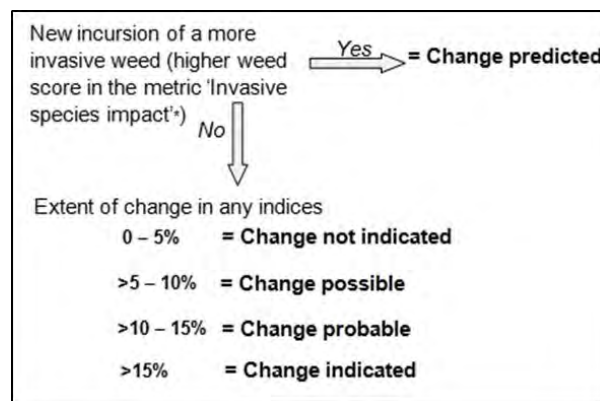 New incursion of a more
invasive weed (higher weed
score in the metric 'Invasive
species impact'*)
Yes
= Change predicted
No
Extent of change in any indices
0 – 5% = Change not indicated
>5 – 10% = Change possible
>10 – 15% = Change probable
>15% = Change indicated